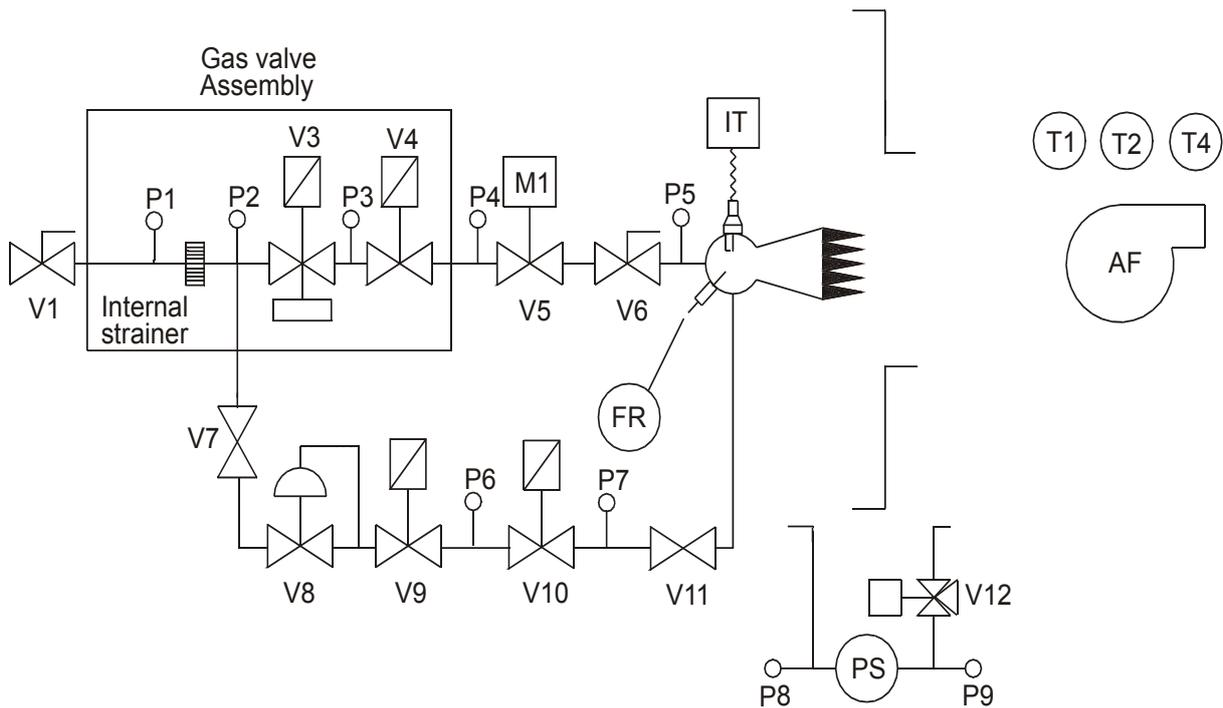 Gas valve
Assembly
IT
V3
V4
T1
T2
T4
P1
P2
P3
P4
M1
P5
AF
V1
Internal
strainer
V5
V6
FR
V7
P6
P7
V8
V9
V10
V11
V12
PS
P8
P9